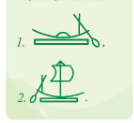 1. ,
2. .